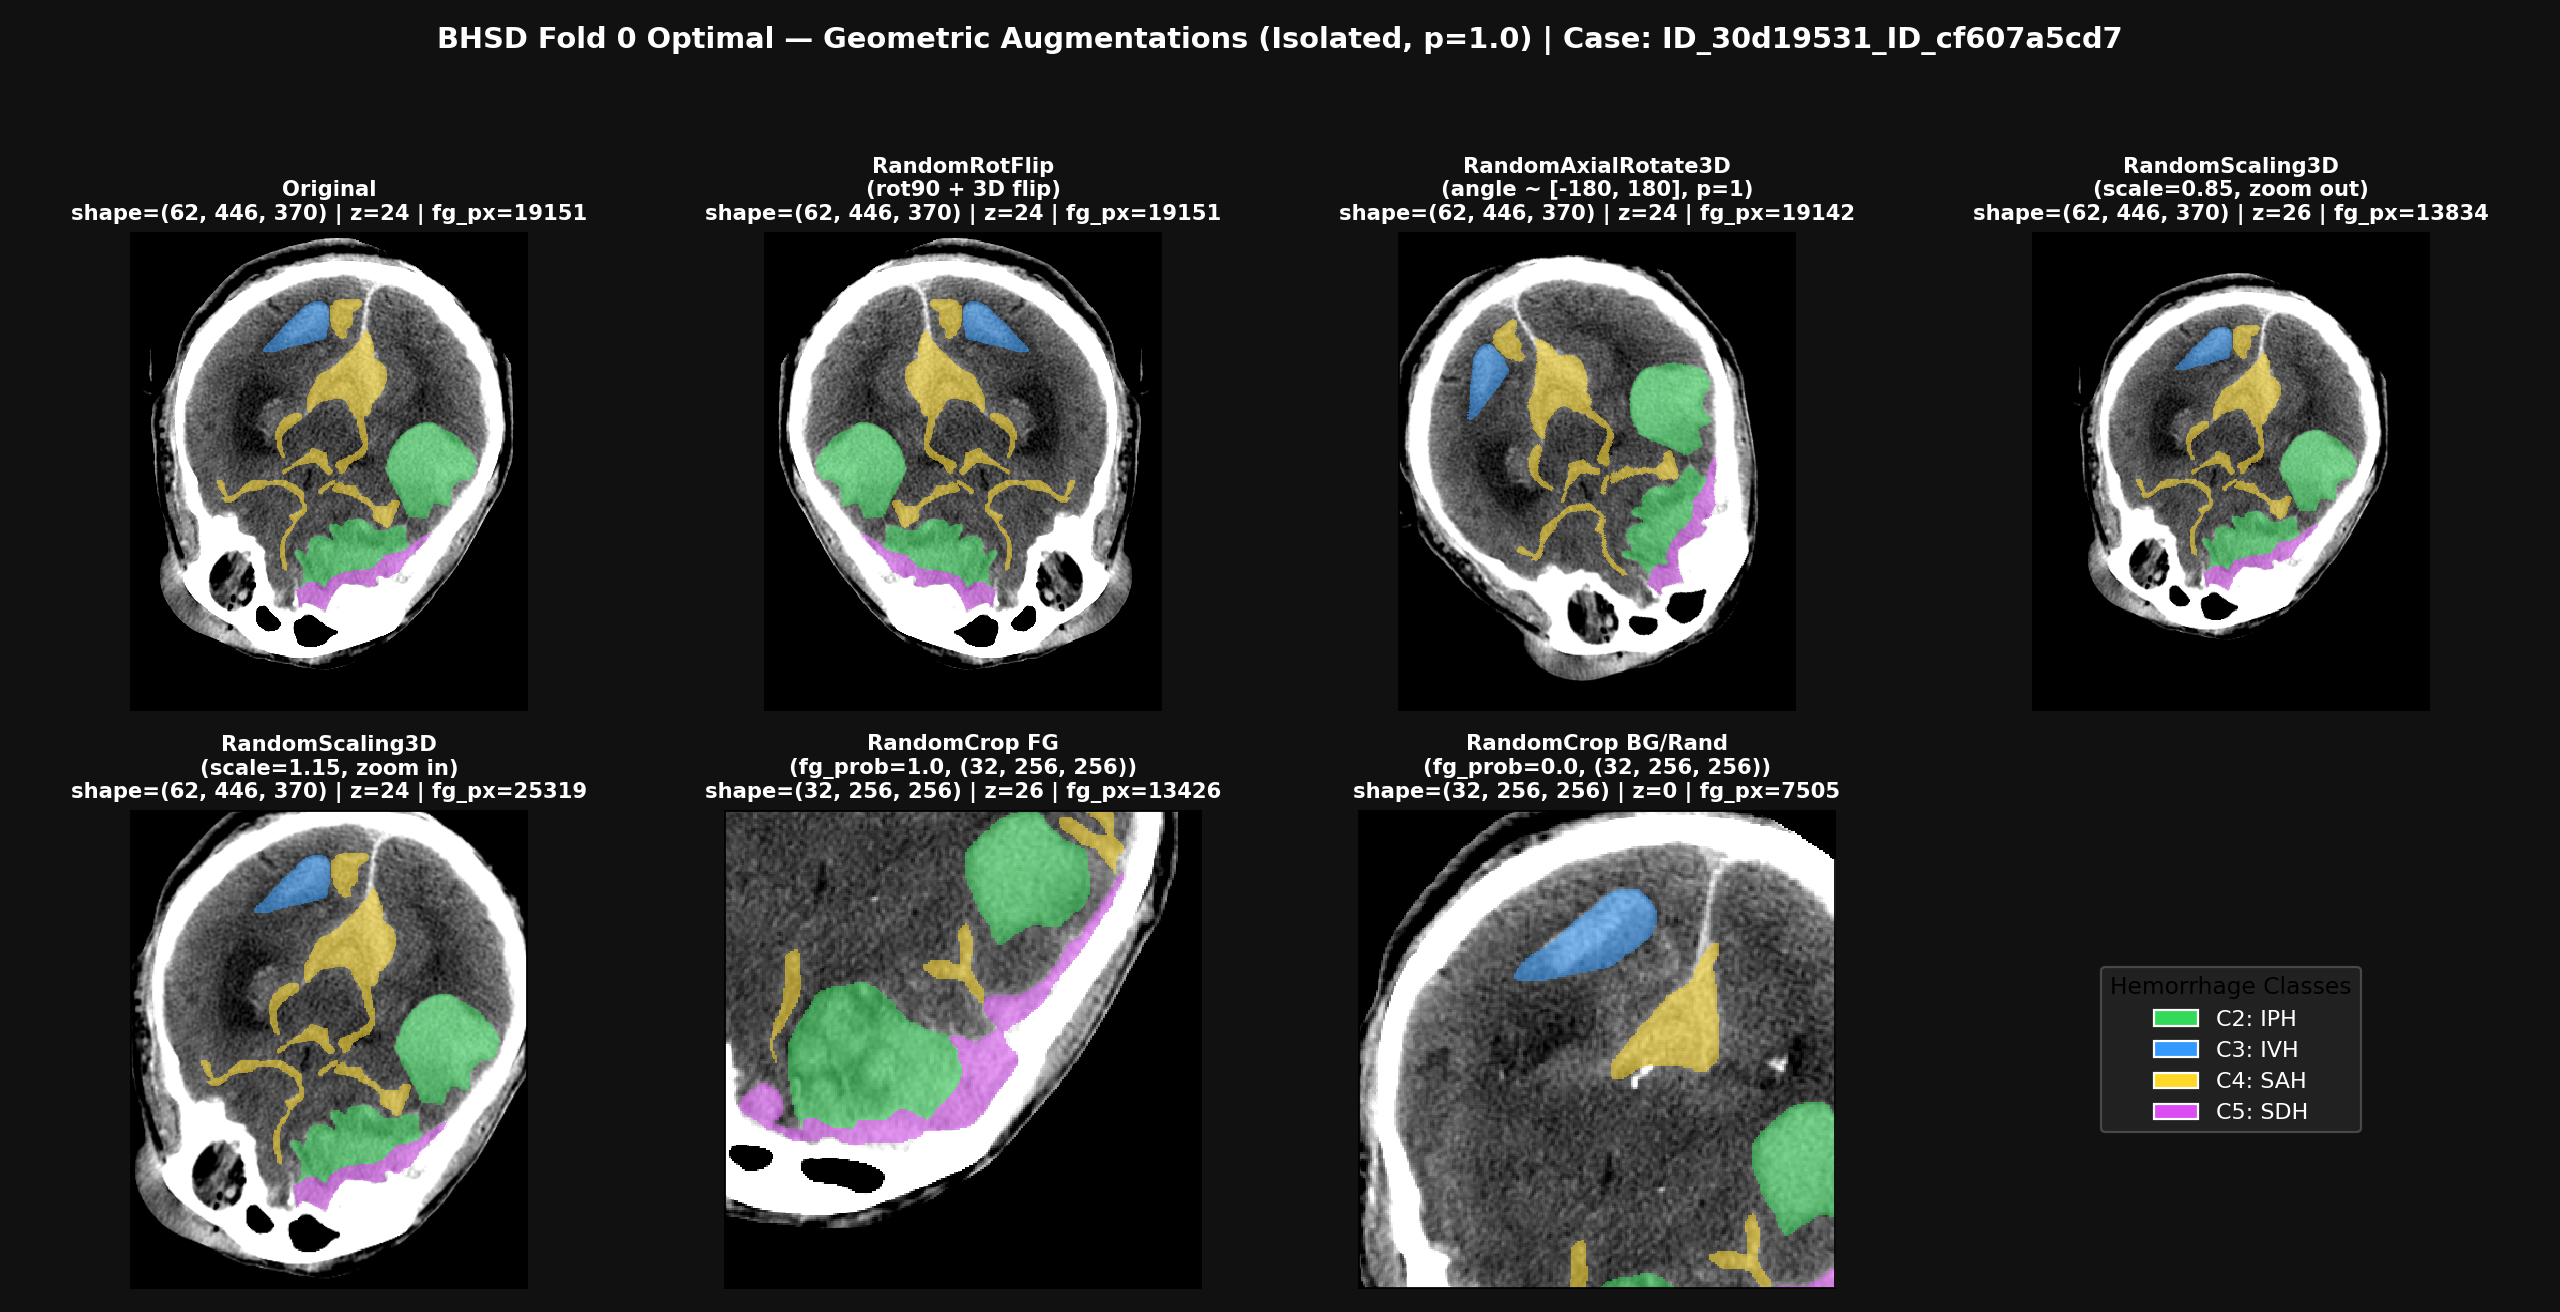 BHSD Fold 0 Optimal — Geometric Augmentations (Isolated, p=1.0) | Case: ID_30d19531_ID_cf607a5cd7
Original
shape=(62, 446, 370) | z=24 | fg_px=19151
RandomRotFlip
(rot90 + 3D flip)
shape=(62, 446, 370) | z=24 | fg_px=19151
RandomAxialRotate3D
(angle ~ [-180, 180], p=1)
shape=(62, 446, 370) | z=24 | fg_px=19142
RandomScaling3D
(scale=0.85, zoom out)
shape=(62, 446, 370) | z=26 | fg_px=13834
RandomScaling3D
(scale=1.15, zoom in)
shape=(62, 446, 370) | z=24 | fg_px=25319
RandomCrop FG
(fg_prob=1.0, (32, 256, 256))
shape=(32, 256, 256) | z=26 | fg_px=13426
RandomCrop BG/Rand
(fg_prob=0.0, (32, 256, 256))
shape=(32, 256, 256) | z=0 | fg_px=7505
Hemorrhage Classes
C2: IPH
C3: IVH
C4: SAH
C5: SDH